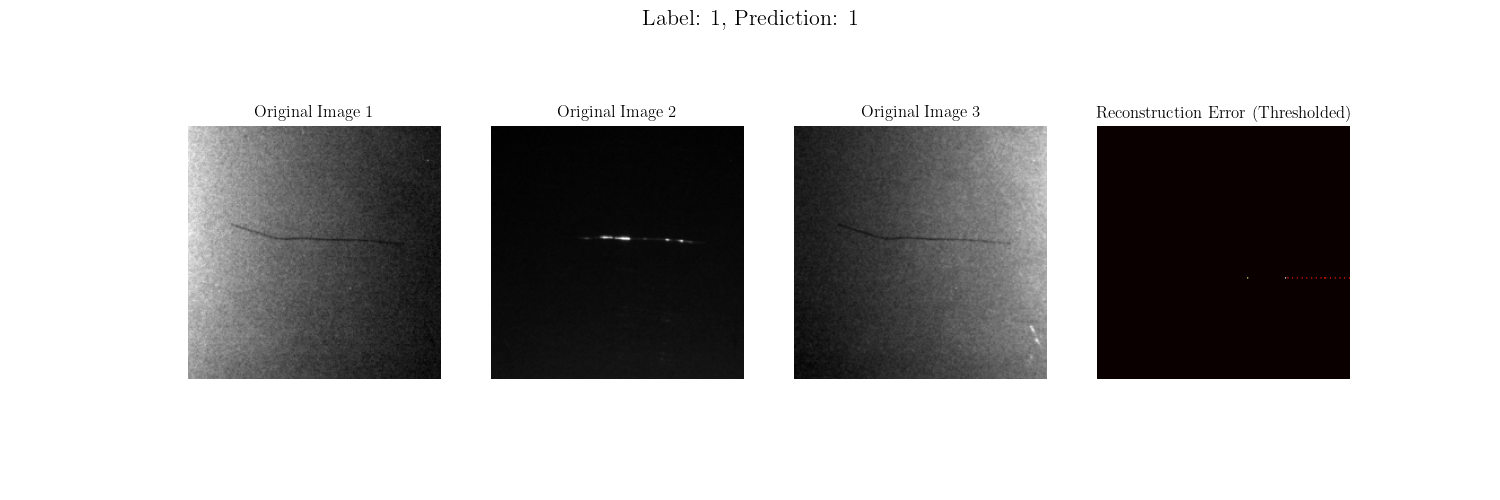 Label: 1, Prediction: 1
Original Image 1
Original Image 2
Original Image 3
Reconstruction Error (Thresholded)